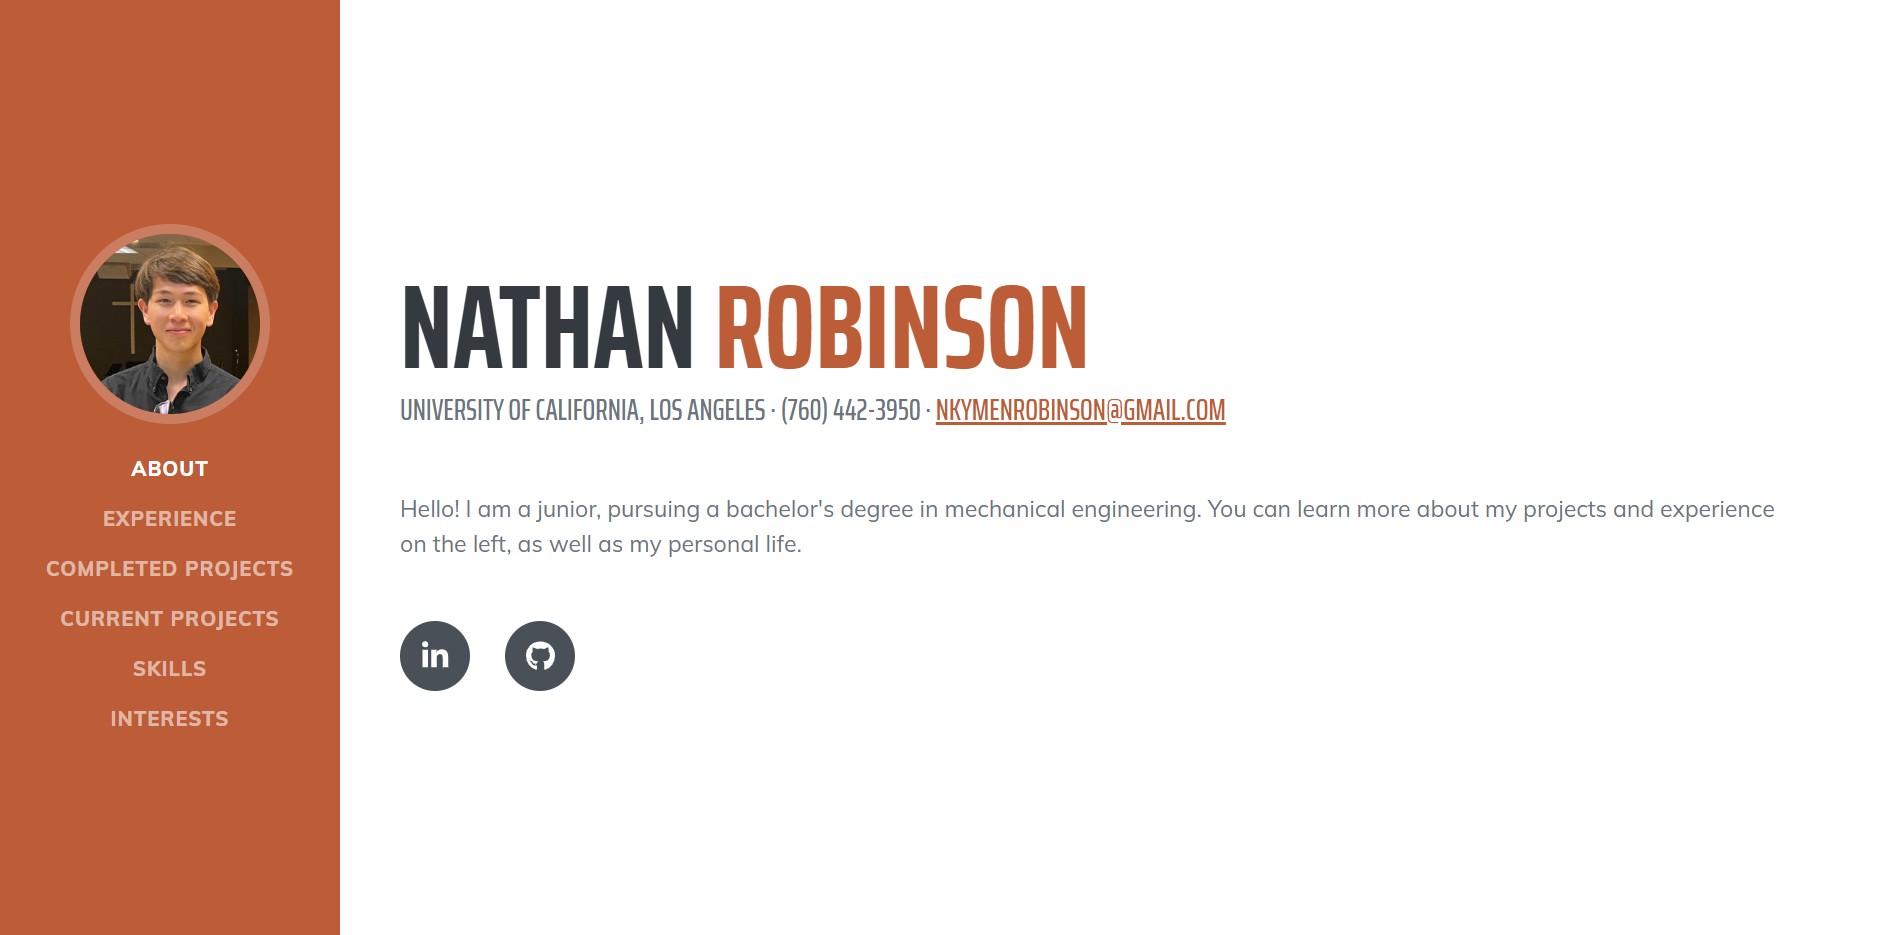 ABOUT
EXPERIENCE
COMPLETED PROJECTS
CURRENT PROJECTS
SKILLS
INTERESTS
NATHAN ROBINSON
UNIVERSITY OF CALIFORNIA, LOS ANGELES · (760) 442-3950 · NKYMENROBINSON@GMAIL.COM
Hello! I am a junior, pursuing a bachelor's degree in mechanical engineering. You can learn more about my projects and experience
on the left, as well as my personal life.
in